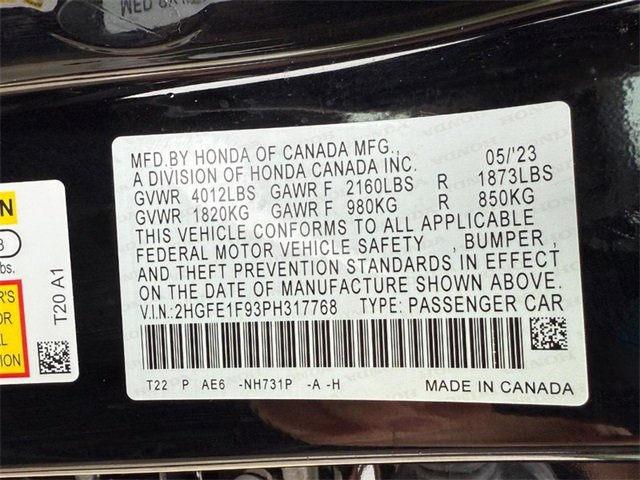 MFD.BY HONDA OF CANADA MFG., 05/'23
A DIVISION OF HONDA CANADA INC.
GVWR 4012LBS GAWR F 2160LBS R 1873LBS
GVWR 1820KG GAWR F 980KG R 850KG
THIS VEHICLE CONFORMS TO ALL APPLICABLE
FEDERAL MOTOR VEHICLE SAFETY , BUMPER ,
AND THEFT PREVENTION STANDARDS IN EFFECT
ON THE DATE OF MANUFACTURE SHOWN ABOVE.
V.I.N.: 2HGFE1F93PH317768 TYPE: PASSENGER CAR
T22 P AE6 -NH731P -A -H MADE IN CANADA
T20 A1